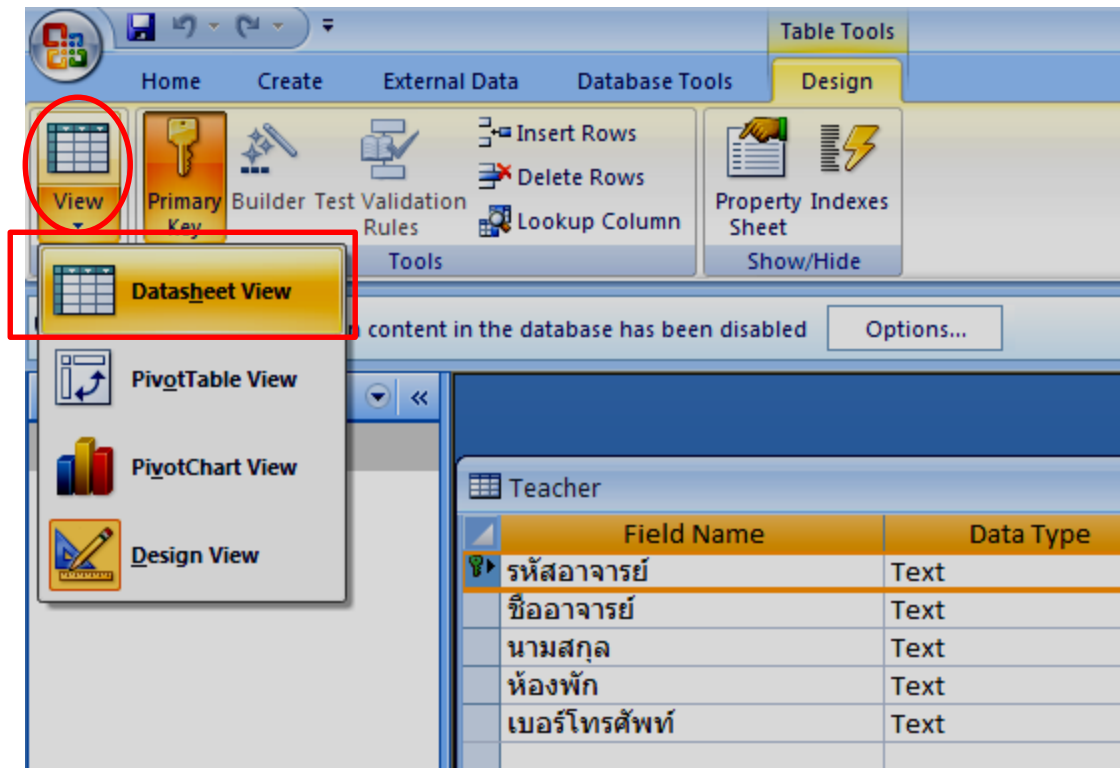 Table Tools
Home Create External Data Database Tools Design
View
Primary Key
Builder
Test Validation Rules
Insert Rows
Delete Rows
Lookup Column
Property Sheet
Indexes
Tools
Show/Hide
Datasheet View
content in the database has been disabled Options...
PivotTable View
PivotChart View
Design View
Teacher
Field Name Data Type
รหัสอาจารย์ Text
ชื่ออาจารย์ Text
นามสกุล Text
ห้องพัก Text
เบอร์โทรศัพท์ Text